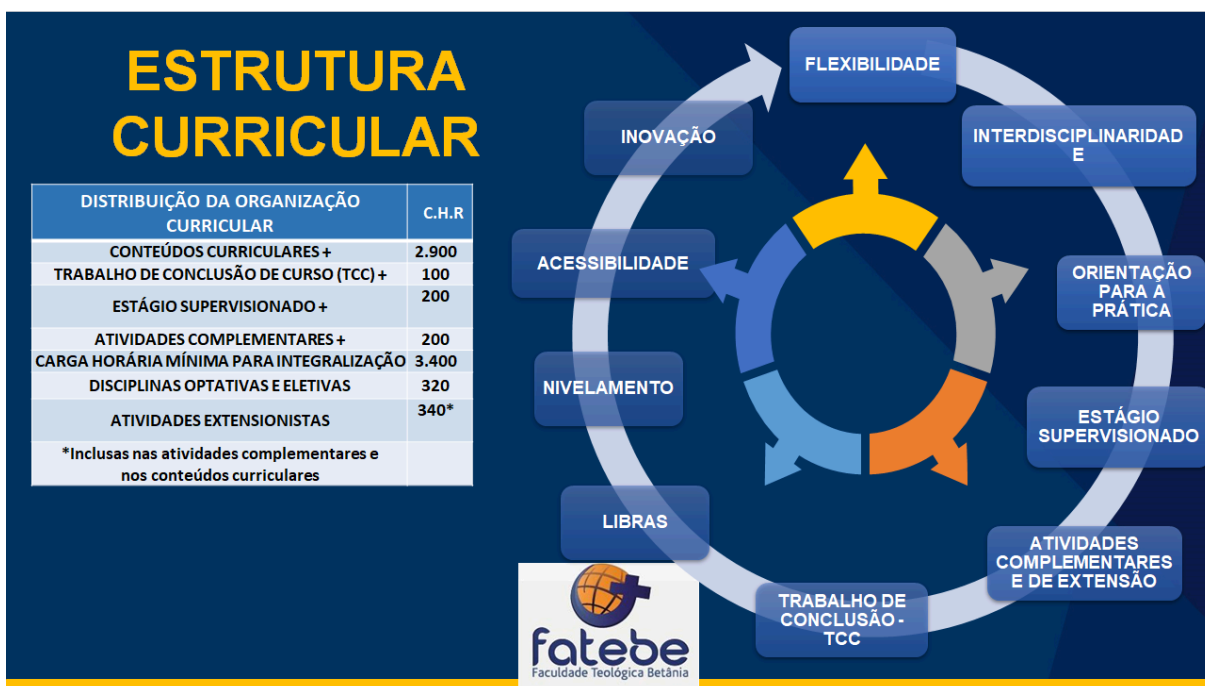 ESTRUTURA
CURRICULAR
DISTRIBUIÇÃO DA ORGANIZAÇÃO
CURRICULAR
C.H.R
CONTEÚDOS CURRICULARES + 2.900
TRABALHO DE CONCLUSÃO DE CURSO (TCC) + 100
ESTÁGIO SUPERVISIONADO + 200
ATIVIDADES COMPLEMENTARES + 200
CARGA HORÁRIA MÍNIMA PARA INTEGRALIZAÇÃO 3.400
DISCIPLINAS OPTATIVAS E ELETIVAS 320
ATIVIDADES EXTENSIONISTAS 340*
*Inclusas nas atividades complementares e
nos conteúdos curriculares
FLEXIBILIDADE
INTERDISCIPLINARIDAD
E
ORIENTAÇÃO
PARA A
PRÁTICA
ESTÁGIO
SUPERVISIONADO
ATIVIDADES
COMPLEMENTARES
E DE EXTENSÃO
TRABALHO DE
CONCLUSÃO -
TCC
LIBRAS
NIVELAMENTO
ACESSIBILIDADE
INOVAÇÃO
fatebe
Faculdade Teológica Betânia